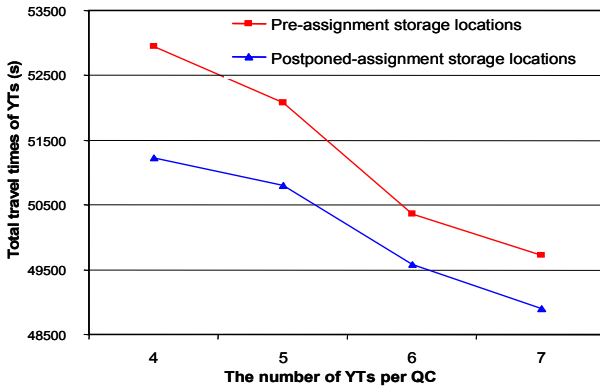 Pre-assignment storage locations
Postponed-assignment storage locations
Total travel times of YTs (s)
53500
52500
51500
50500
49500
48500
4 5 6 7
The number of YTs per QC